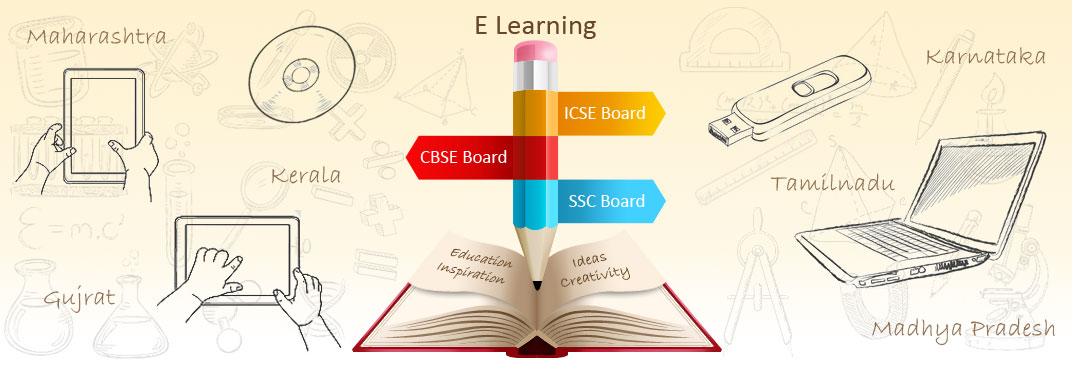 E Learning
Maharashtra
Karnataka
ICSE Board
CBSE Board
Kerala
Tamilnadu
SSC Board
Education
Inspiration
Ideas
Creativity
Gujrat
Madhya Pradesh